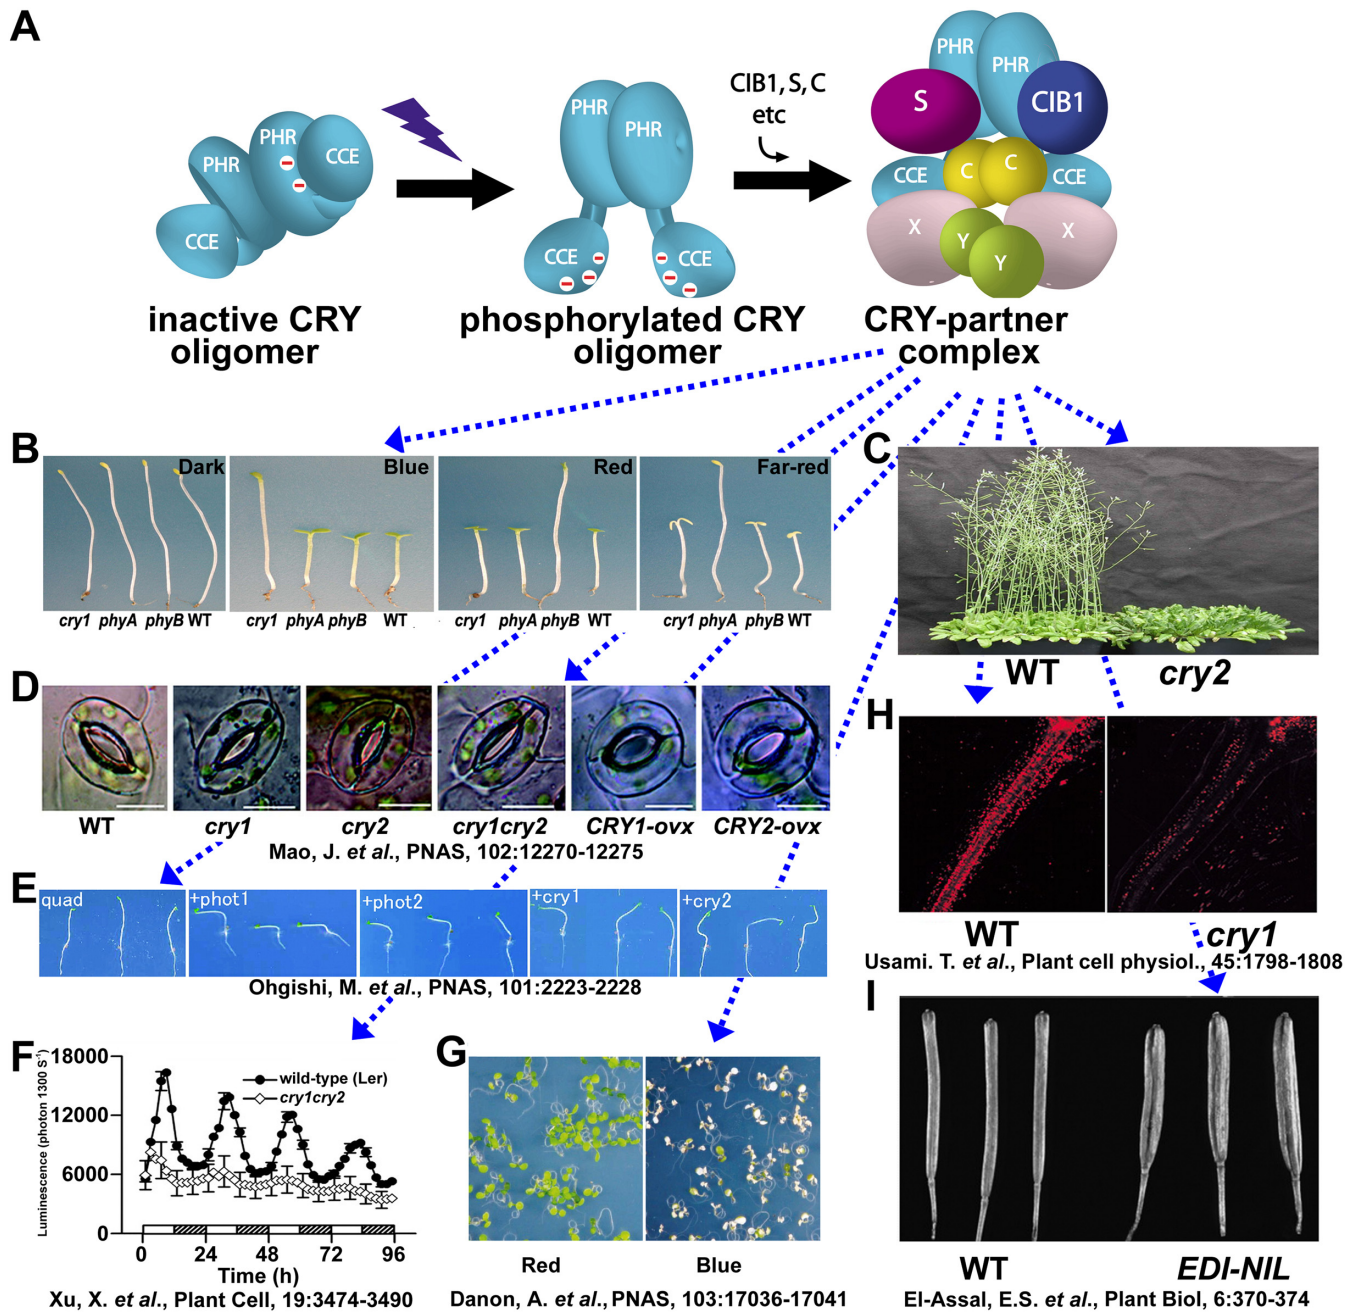 A
PHR
PHR
CCE
CCE
PHR
PHR
CCE
CCE
CIB1, S, C
etc
PHR
PHR
S
CIB1
C
C
CCE
CCE
X
X
Y
Y
inactive CRY
oligomer
phosphorylated CRY
oligomer
CRY-partner
complex
B
Dark
Blue
Red
Far-red
cry1 phyA phyB WT
cry1 phyA phyB WT
cry1 phyA phyB WT
cry1 phyA phyB WT
C
WT
cry2
D
WT
cry1
cry2
cry1cry2
CRY1-ovx
CRY2-ovx
Mao, J. et al., PNAS, 102:12270-12275
E
quad
+phot1
+phot2
+cry1
+cry2
Ohgishi, M. et al., PNAS, 101:2223-2228
F
Luminescence (photon 1300 S⁻¹)
18000
12000
6000
0
wild-type (Ler)
cry1cry2
0 24 48 72 96
Time (h)
Xu, X. et al., Plant Cell, 19:3474-3490
G
Red
Blue
Danon, A. et al., PNAS, 103:17036-17041
H
WT
cry1
Usami. T. et al., Plant cell physiol., 45:1798-1808
I
WT
EDI-NIL
El-Assal, E.S. et al., Plant Biol, 6:370-374